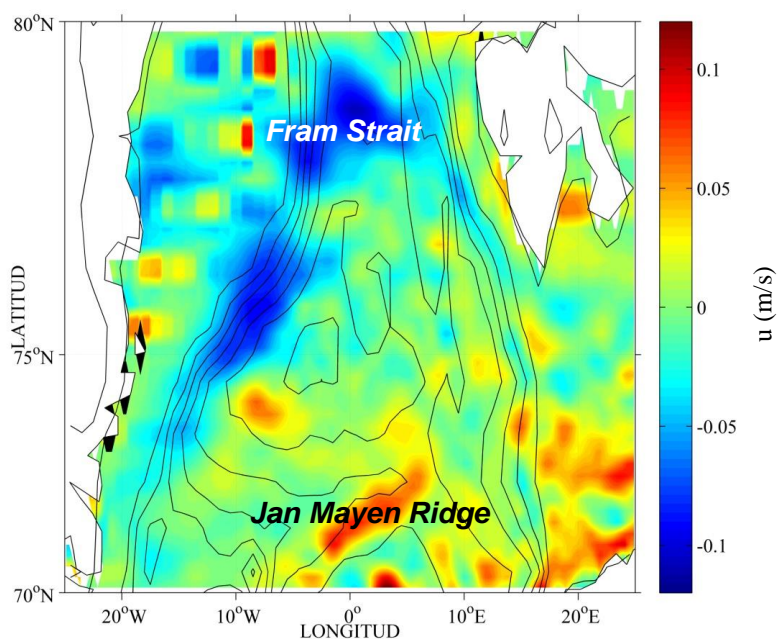 80°N
75°N
70°N
LATITUD
Fram Strait
Jan Mayen Ridge
20°W
10°W
0°
10°E
20°E
LONGITUD
0.1
0.05
0
-0.05
-0.1
u (m/s)